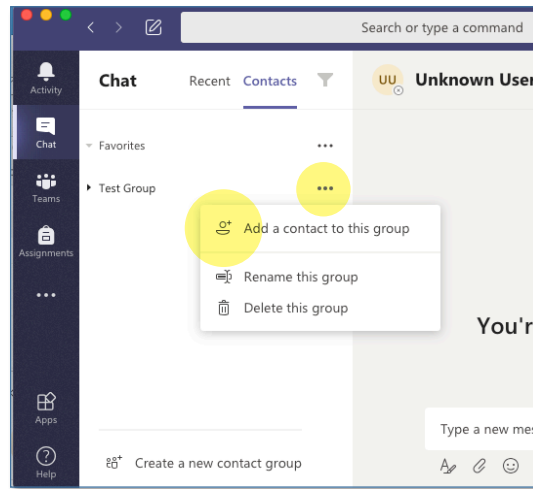 Search or type a command
Activity
Chat
Teams
Assignments
Apps
Help
Chat
Recent
Contacts
Favorites
Test Group
Add a contact to this group
Rename this group
Delete this group
Create a new contact group
UU
Unknown User
You'r
Type a new mes